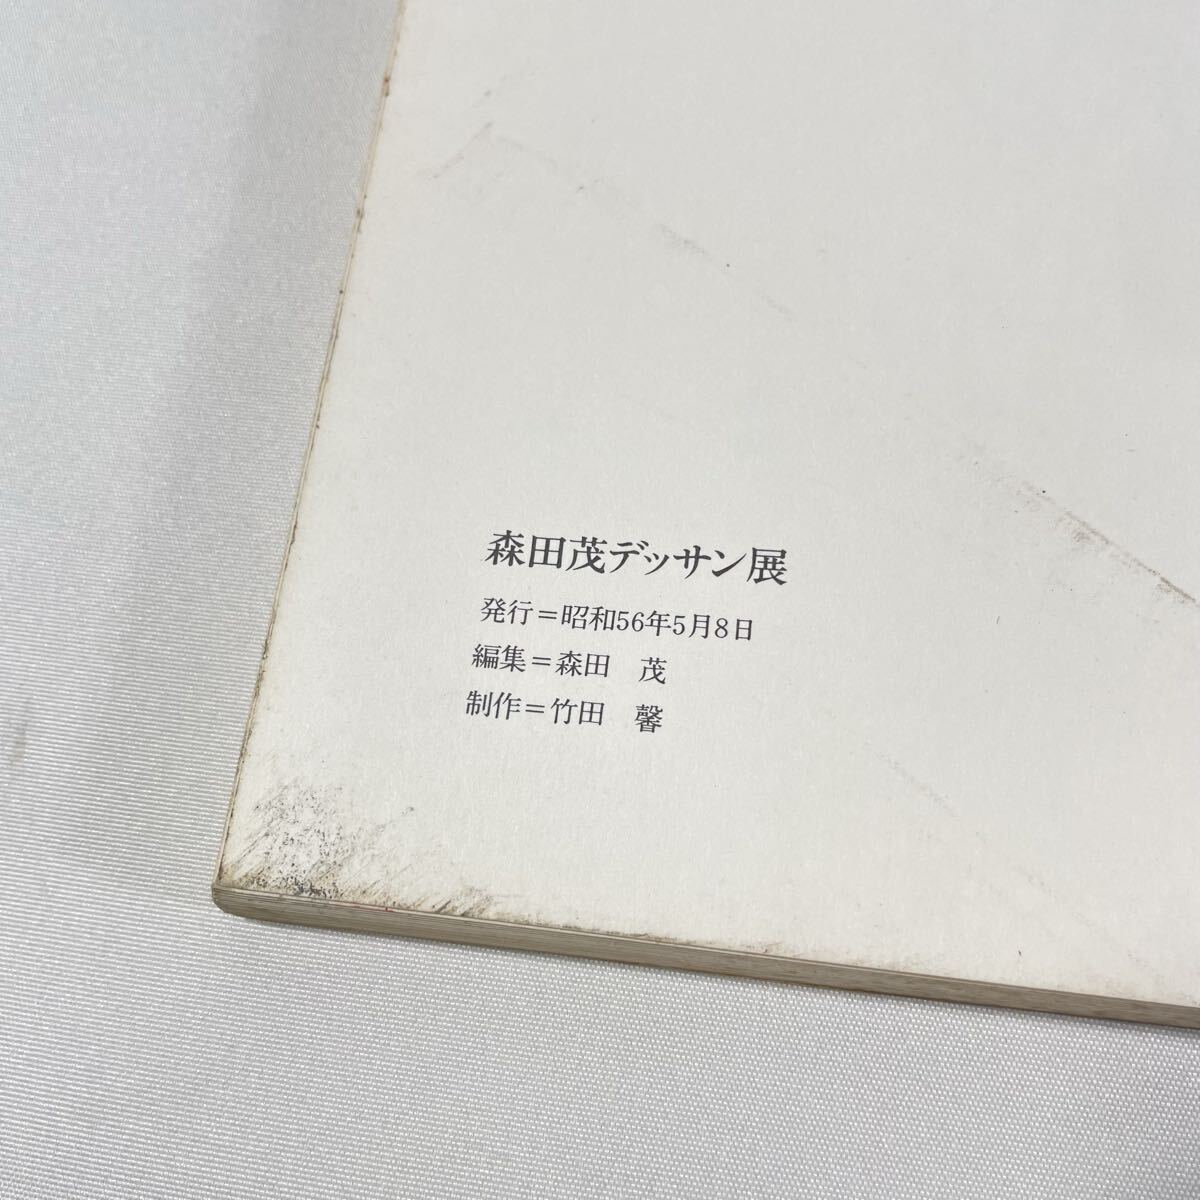 森田茂デッサン展
発行＝昭和56年5月8日
編集＝森田　茂
制作＝竹田　馨